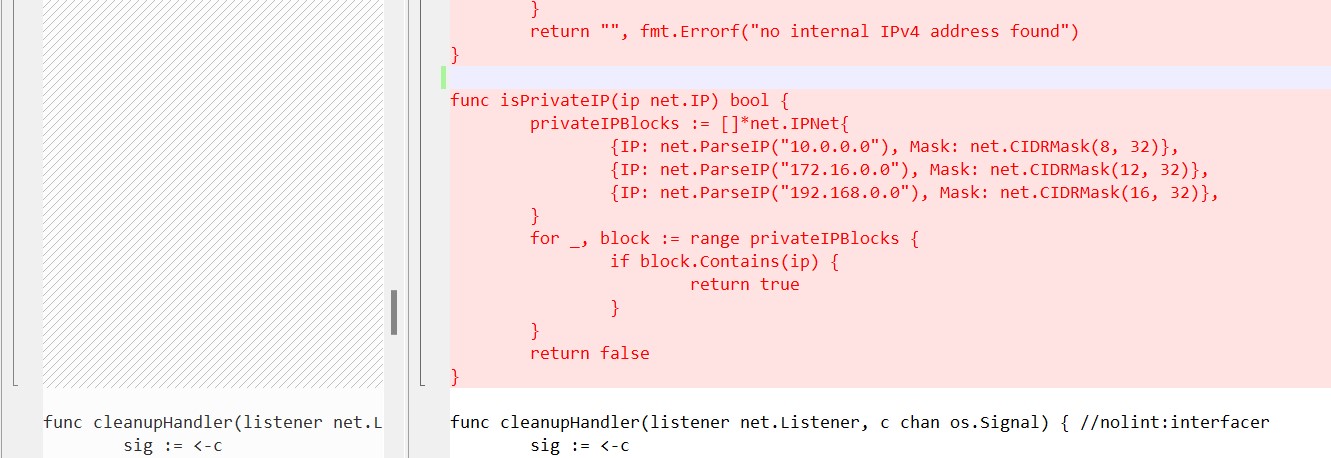 }
return "", fmt.Errorf("no internal IPv4 address found")
}
func isPrivateIP(ip net.IP) bool {
privateIPBlocks := []*net.IPNet{
{IP: net.ParseIP("10.0.0.0"), Mask: net.CIDRMask(8, 32)},
{IP: net.ParseIP("172.16.0.0"), Mask: net.CIDRMask(12, 32)},
{IP: net.ParseIP("192.168.0.0"), Mask: net.CIDRMask(16, 32)},
}
for _, block := range privateIPBlocks {
if block.Contains(ip) {
return true
}
}
return false
}
func cleanupHandler(listener net.L
sig := <-c
func cleanupHandler(listener net.Listener, c chan os.Signal) { //nolint:interfacer
sig := <-c